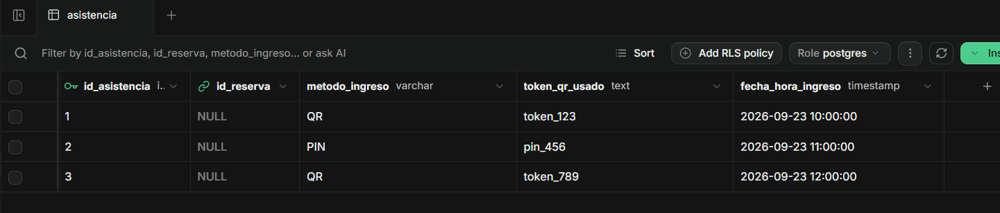 asistencia
Filter by id_asistencia, id_reserva, metodo_ingreso... or ask AI Sort Add RLS policy Role postgres Ins
id_asistencia i.. id_reserva metodo_ingreso varchar token_qr_usado text fecha_hora_ingreso timestamp
1 NULL QR token_123 2026-09-23 10:00:00
2 NULL PIN pin_456 2026-09-23 11:00:00
3 NULL QR token_789 2026-09-23 12:00:00